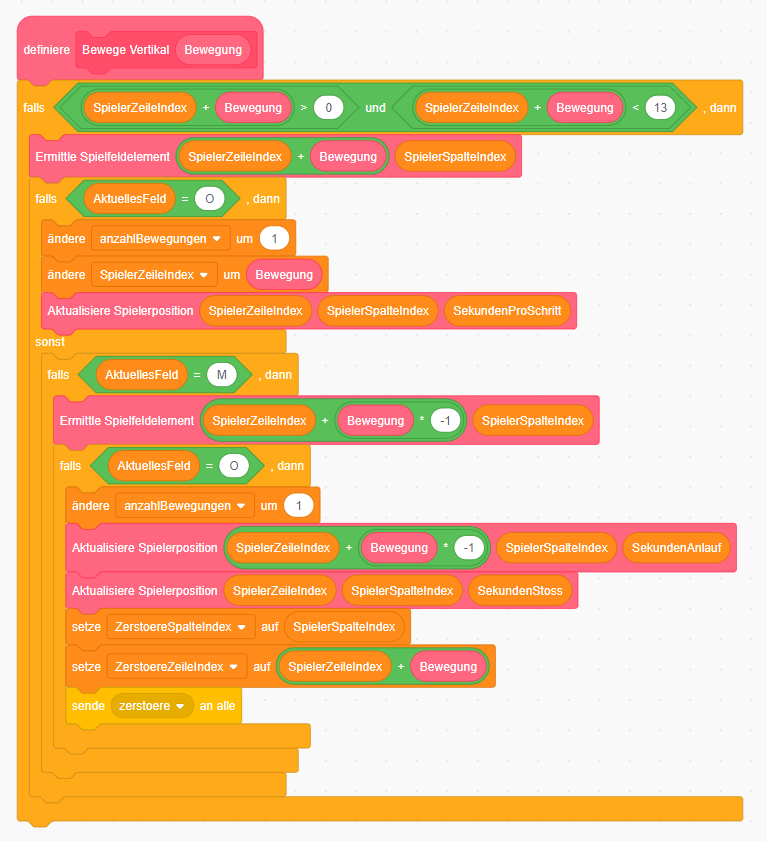 definiere Bewege Vertikal Bewegung
falls SpielerZeileIndex + Bewegung > 0 und SpielerZeileIndex + Bewegung < 13 , dann
Ermittle Spielfeldelement SpielerZeileIndex + Bewegung SpielerSpalteIndex
falls AktuellesFeld = O , dann
ändere anzahlBewegungen um 1
ändere SpielerZeileIndex um Bewegung
Aktualisiere Spielerposition SpielerZeileIndex SpielerSpalteIndex SekundenProSchritt
sonst
falls AktuellesFeld = M , dann
Ermittle Spielfeldelement SpielerZeileIndex + Bewegung * -1 SpielerSpalteIndex
falls AktuellesFeld = O , dann
ändere anzahlBewegungen um 1
Aktualisiere Spielerposition SpielerZeileIndex + Bewegung * -1 SpielerSpalteIndex SekundenAnlauf
Aktualisiere Spielerposition SpielerZeileIndex SpielerSpalteIndex SekundenStoss
setze ZerstoereSpalteIndex auf SpielerSpalteIndex
setze ZerstoereZeileIndex auf SpielerZeileIndex + Bewegung
sende zerstoere an alle